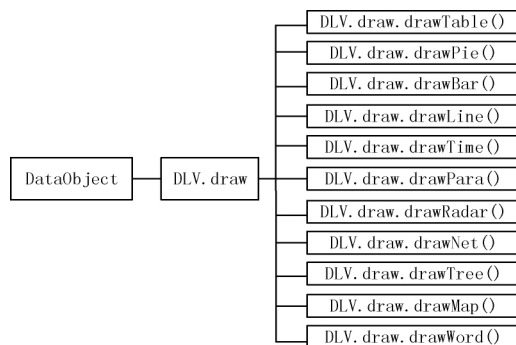 DataObject
DLV.draw
DLV.draw.drawTable()
DLV.draw.drawPie()
DLV.draw.drawBar()
DLV.draw.drawLine()
DLV.draw.drawTime()
DLV.draw.drawPara()
DLV.draw.drawRadar()
DLV.draw.drawNet()
DLV.draw.drawTree()
DLV.draw.drawMap()
DLV.draw.drawWord()